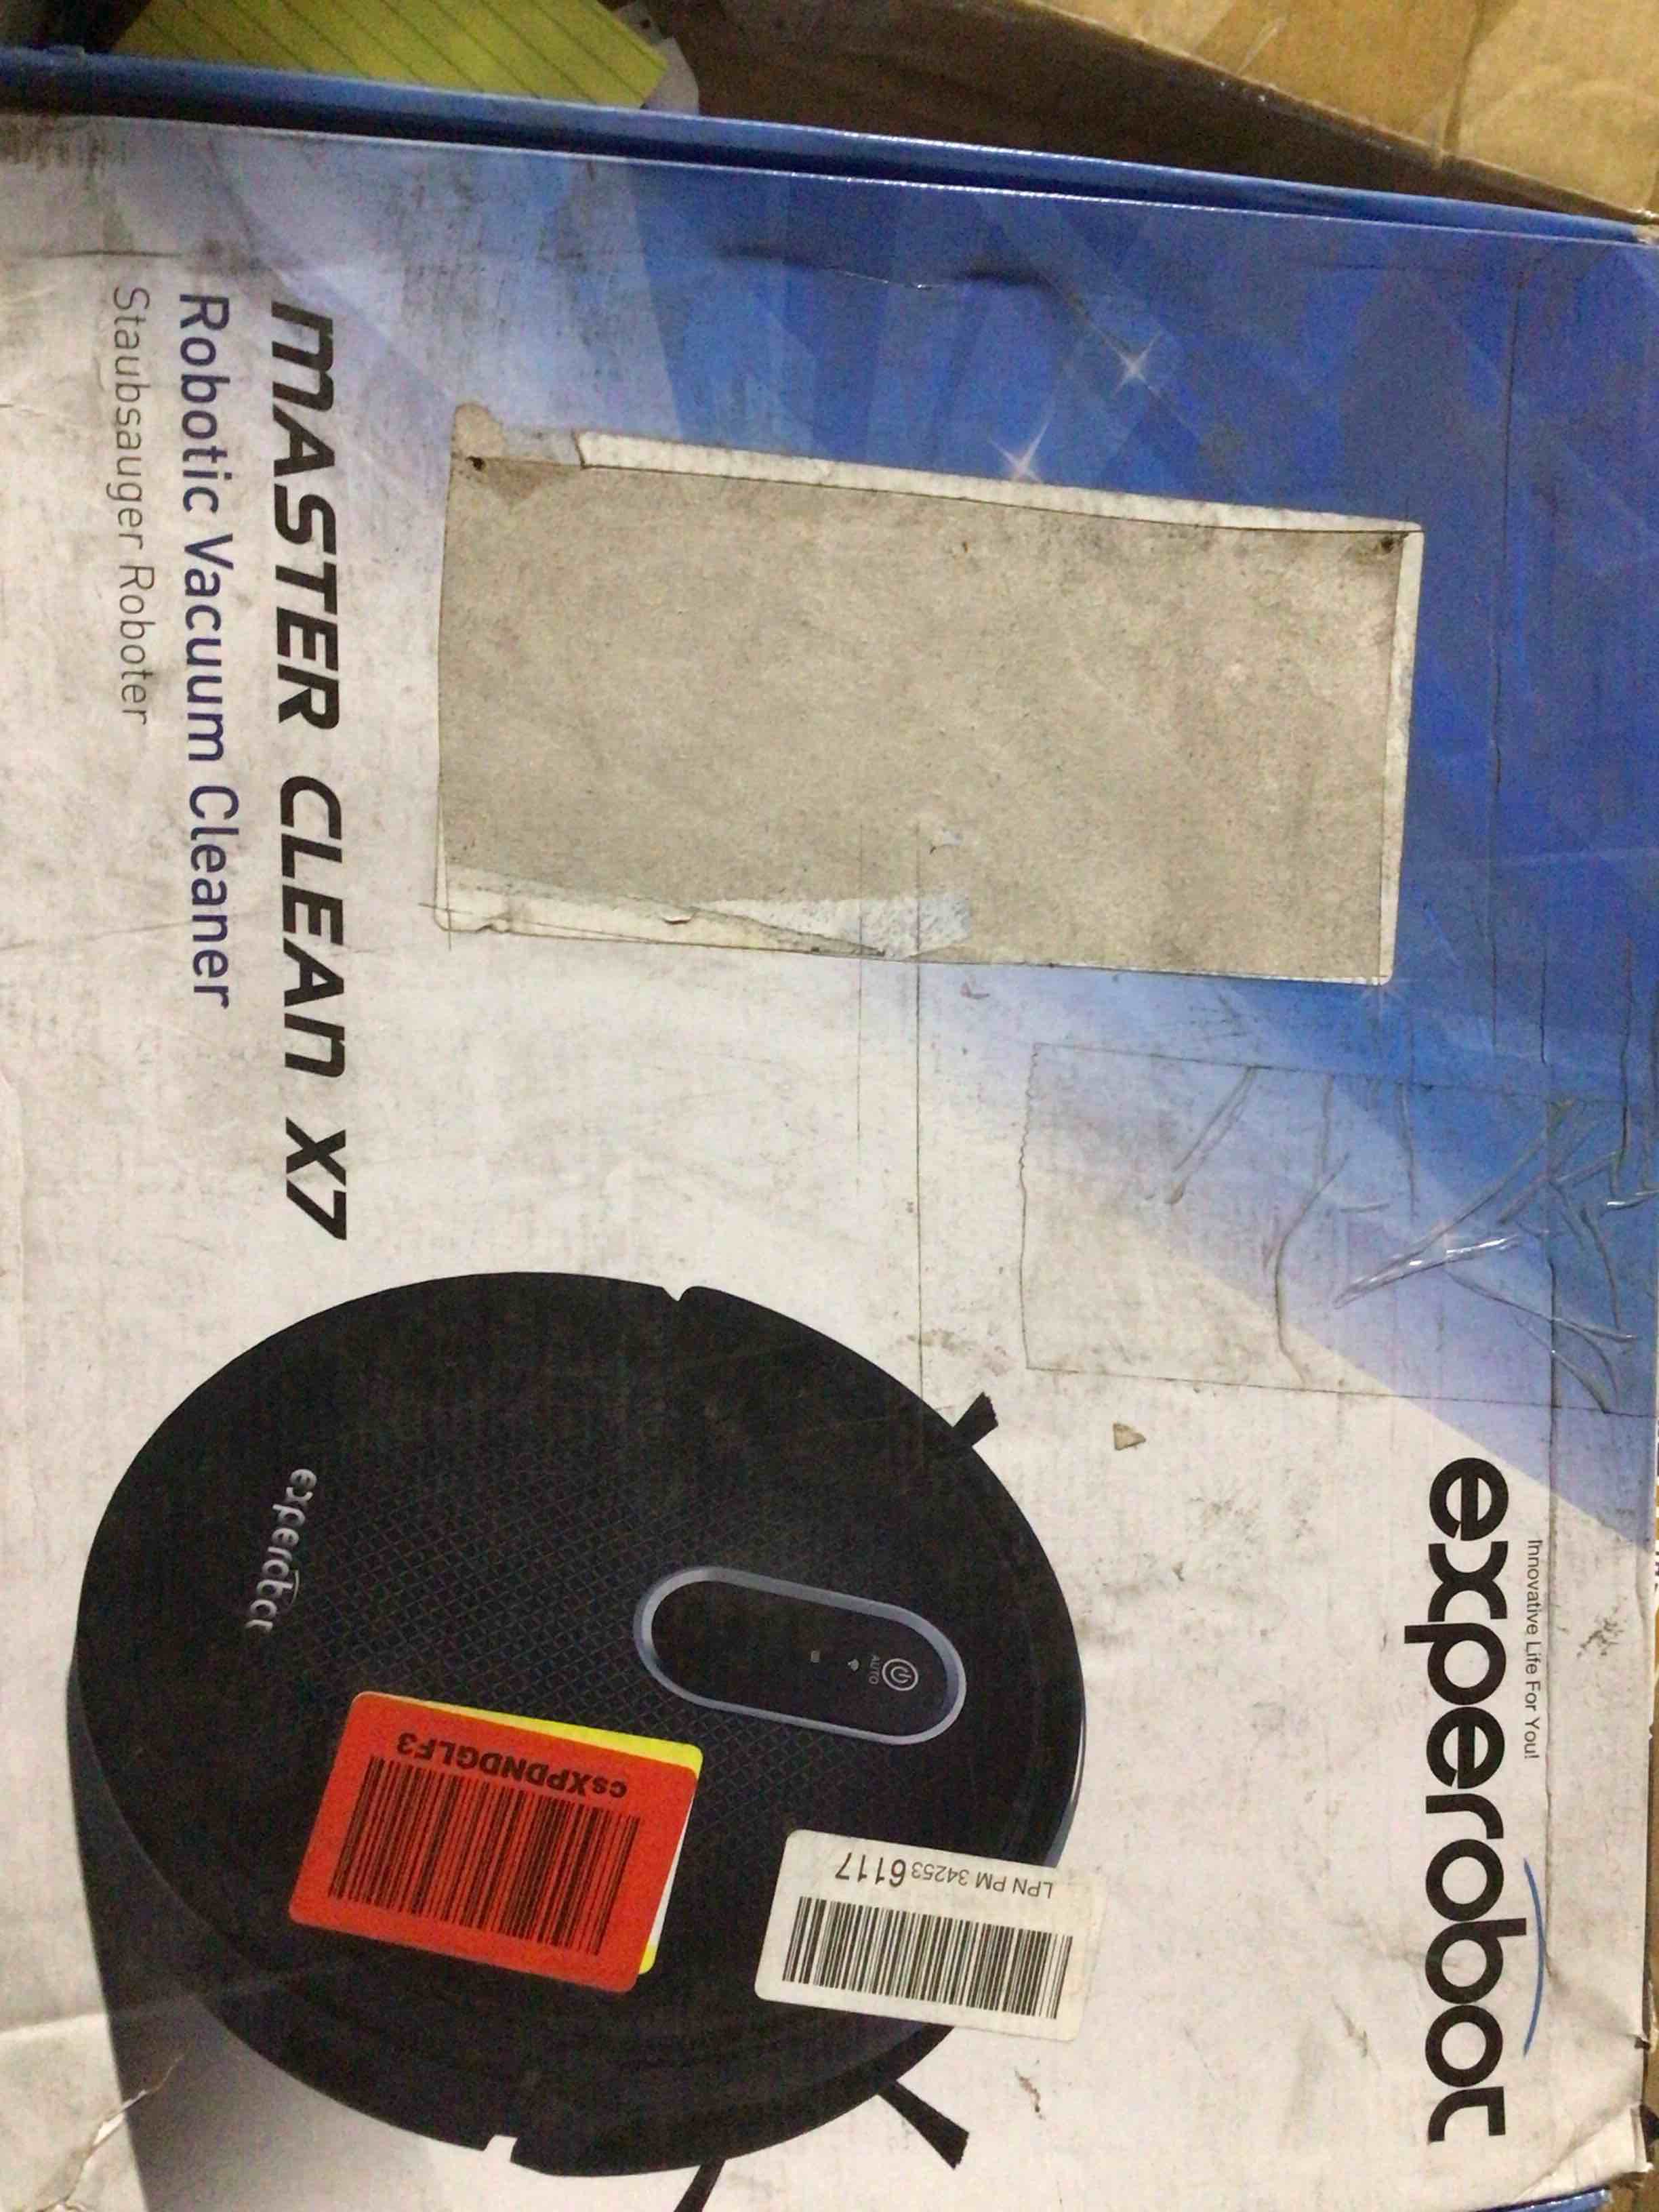 Innovative Life For You!
experobot
MASTER CLEAN X7
Robotic Vacuum Cleaner
Staubsauger Roboter
AUTO
experobot
LPN PM 342536117
csXPDNDGLF3